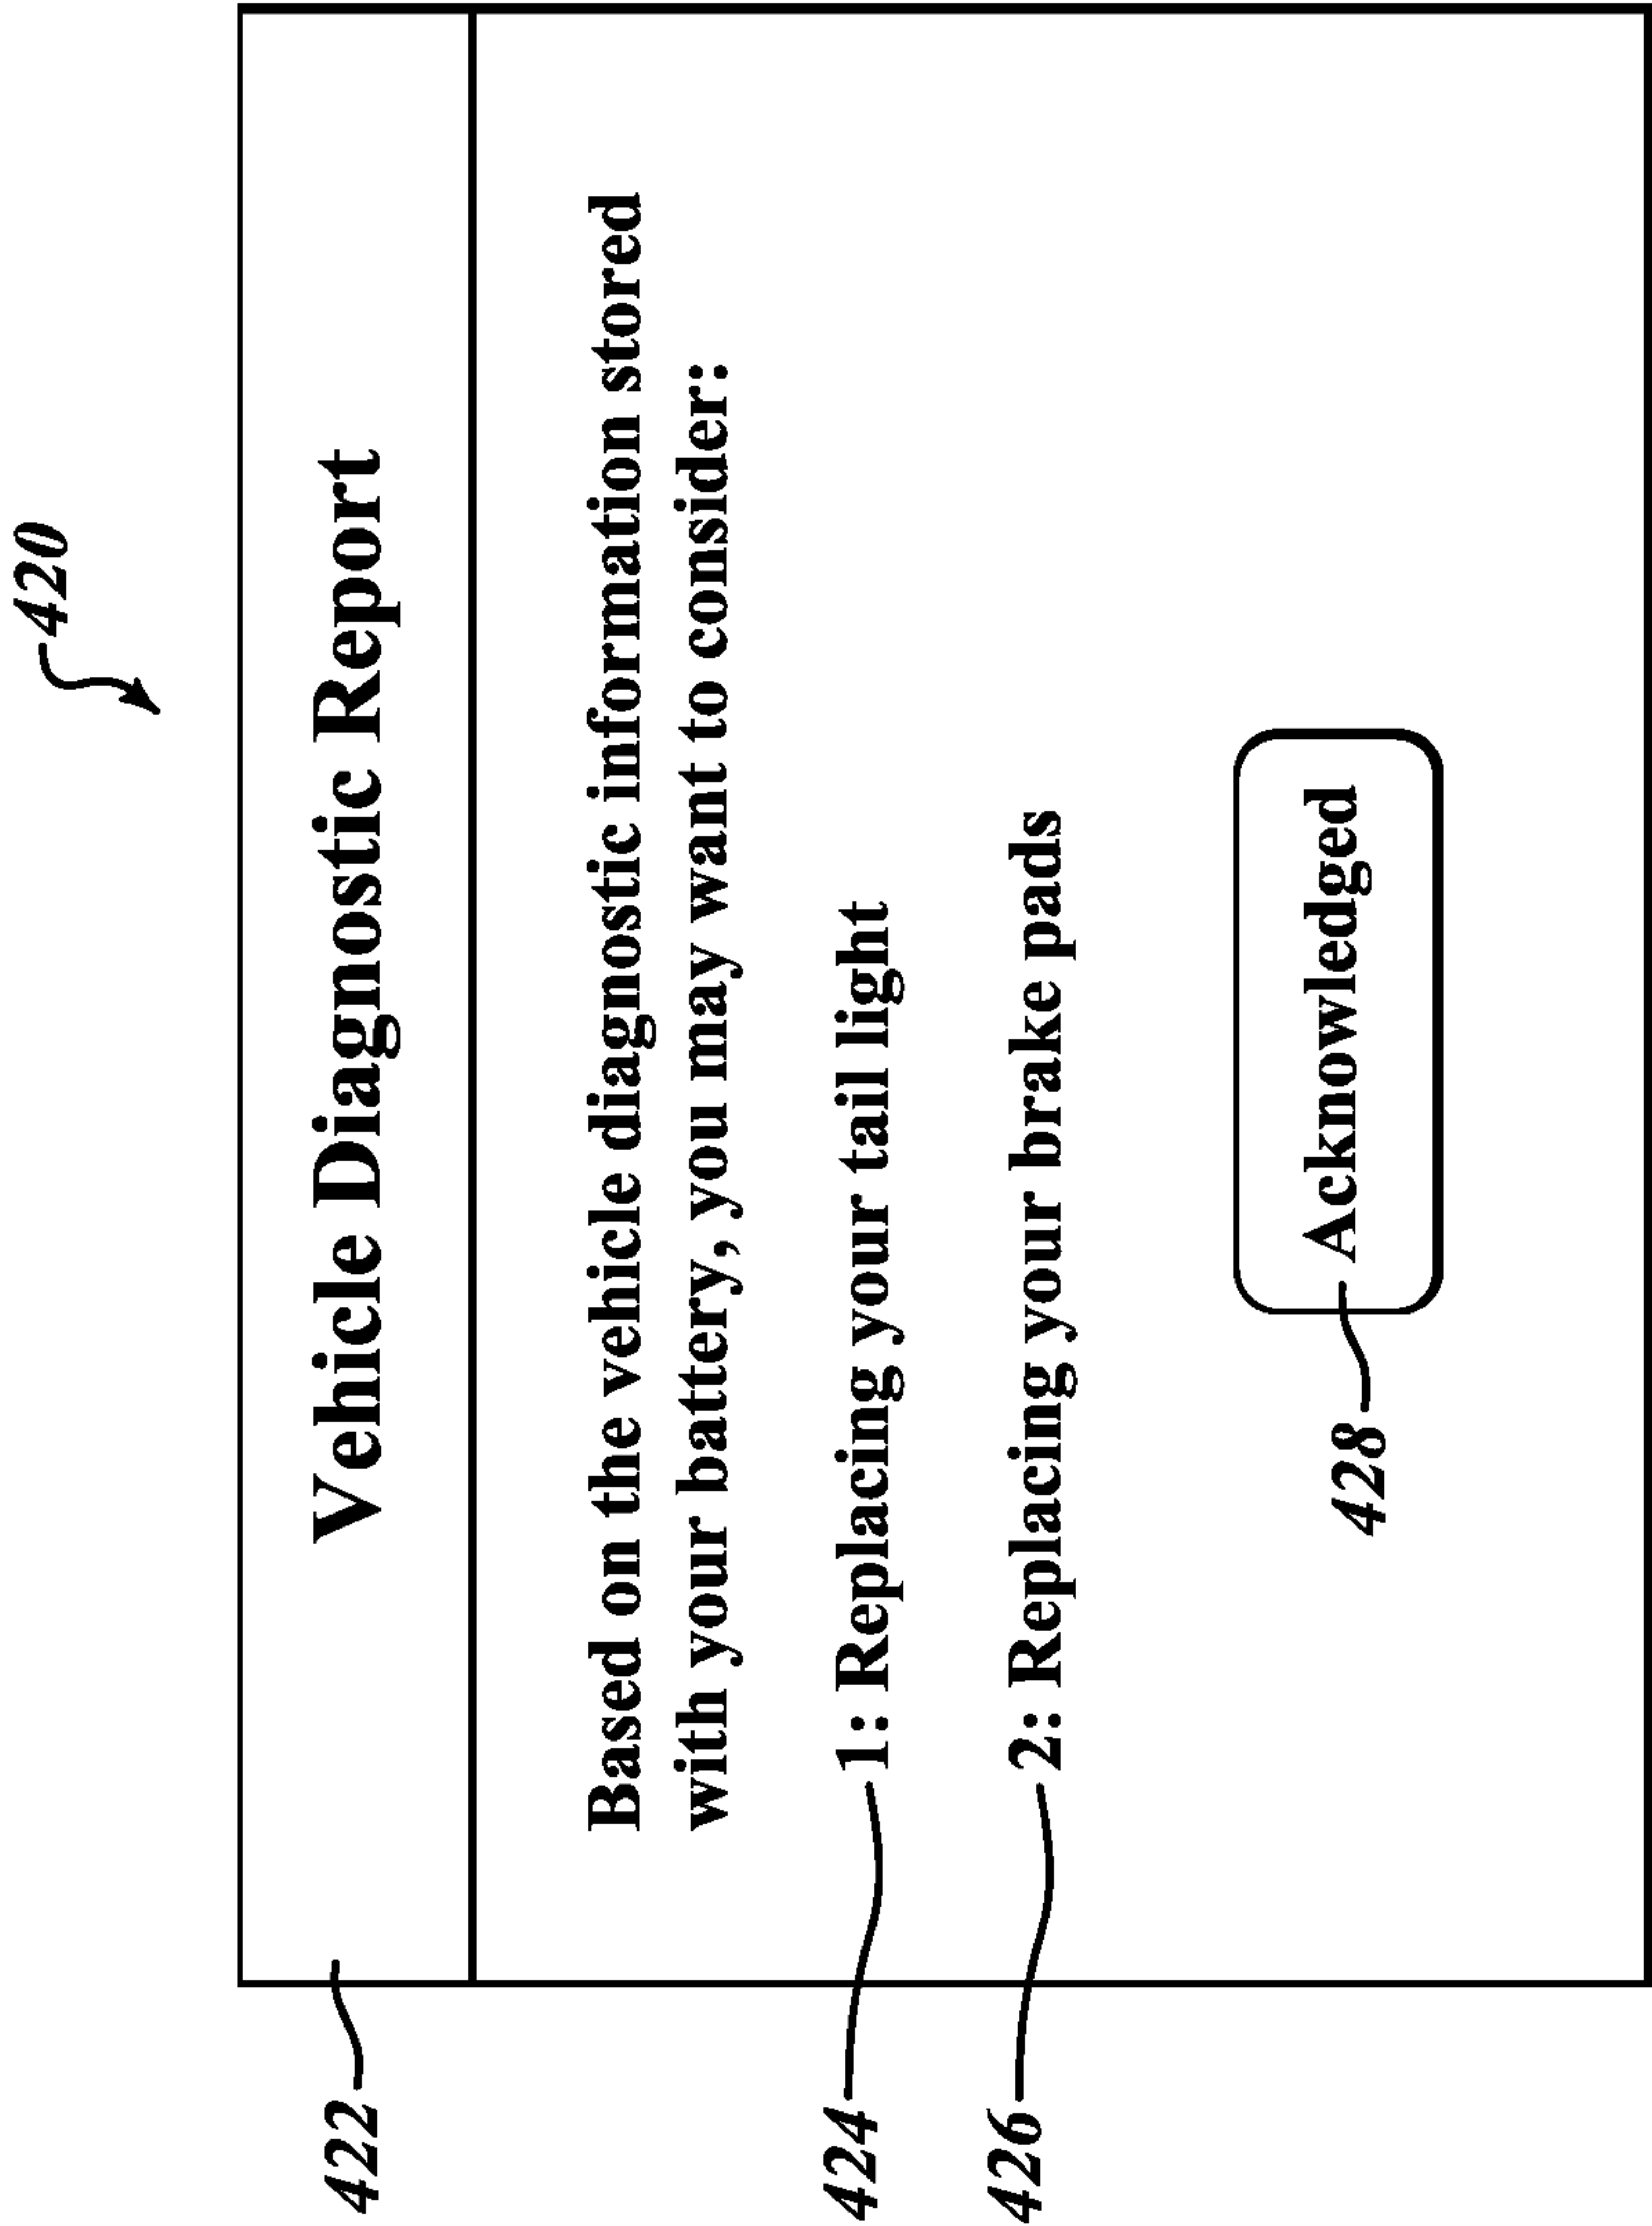 420
422
Vehicle Diagnostic Report
Based on the vehicle diagnostic information stored
with your battery, you may want to consider:
424
1: Replacing your tail light
426
2: Replacing your brake pads
428
Acknowledged